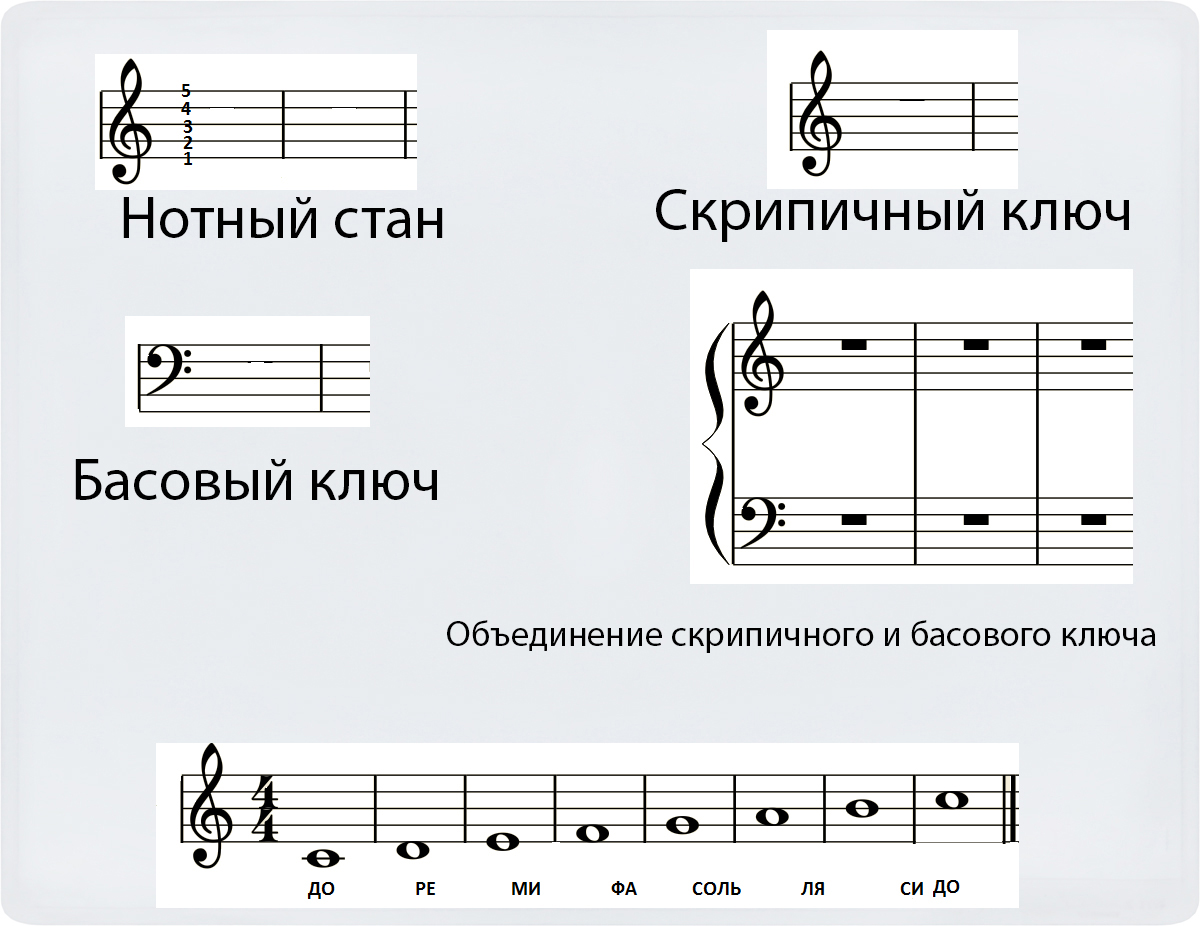 5
4
3
2
1
Нотный стан
Скрипичный ключ
Басовый ключ
Объединение скрипичного и басового ключа
4
4
ДО РЕ МИ ФА СОЛЬ ЛЯ СИ ДО